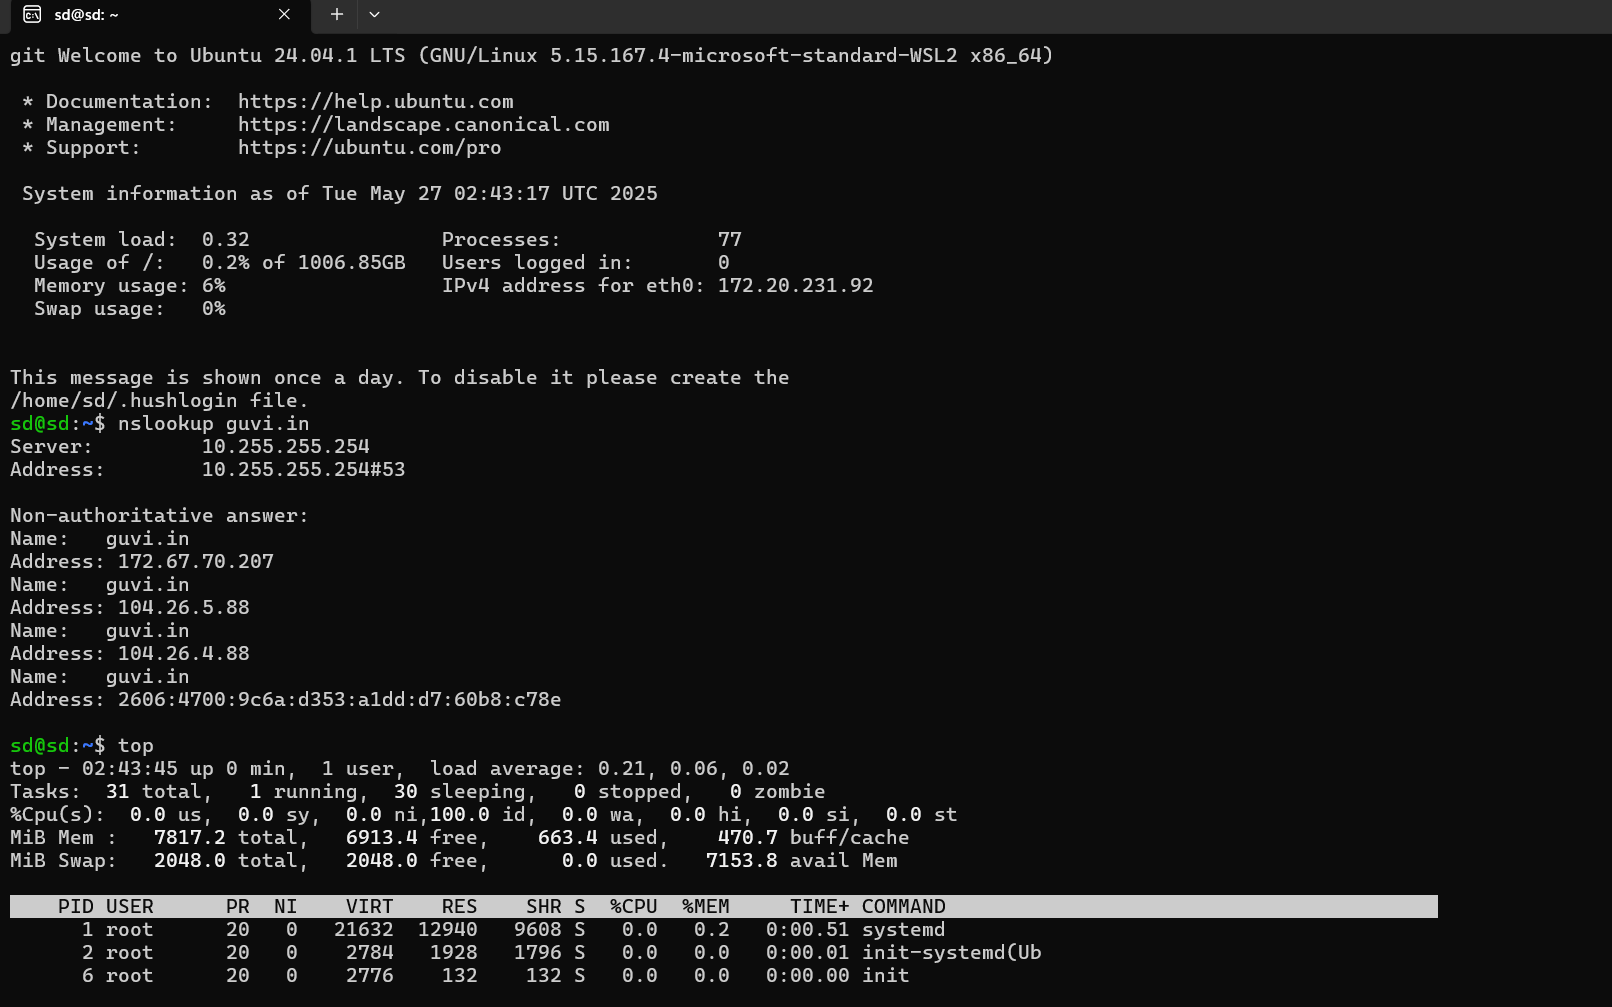 sd@sd: ~
git Welcome to Ubuntu 24.04.1 LTS (GNU/Linux 5.15.167.4-microsoft-standard-WSL2 x86_64)
* Documentation:  https://help.ubuntu.com
* Management:     https://landscape.canonical.com
* Support:        https://ubuntu.com/pro
System information as of Tue May 27 02:43:17 UTC 2025
System load:  0.32                Processes:             77
Usage of /:   0.2% of 1006.85GB   Users logged in:       0
Memory usage: 6%                  IPv4 address for eth0: 172.20.231.92
Swap usage:   0%
This message is shown once a day. To disable it please create the
/home/sd/.hushlogin file.
sd@sd:~$ nslookup guvi.in
Server:         10.255.255.254
Address:        10.255.255.254#53
Non-authoritative answer:
Name:   guvi.in
Address: 172.67.70.207
Name:   guvi.in
Address: 104.26.5.88
Name:   guvi.in
Address: 104.26.4.88
Name:   guvi.in
Address: 2606:4700:9c6a:d353:a1dd:d7:60b8:c78e
sd@sd:~$ top
top - 02:43:45 up 0 min,  1 user,  load average: 0.21, 0.06, 0.02
Tasks:  31 total,   1 running,  30 sleeping,   0 stopped,   0 zombie
%Cpu(s):  0.0 us,  0.0 sy,  0.0 ni,100.0 id,  0.0 wa,  0.0 hi,  0.0 si,  0.0 st
MiB Mem :   7817.2 total,   6913.4 free,    663.4 used,    470.7 buff/cache
MiB Swap:   2048.0 total,   2048.0 free,      0.0 used.   7153.8 avail Mem
PID USER      PR  NI    VIRT    RES    SHR S  %CPU  %MEM     TIME+ COMMAND
1 root      20   0   21632  12940   9608 S   0.0   0.2   0:00.51 systemd
2 root      20   0    2784   1928   1796 S   0.0   0.0   0:00.01 init-systemd(Ub
6 root      20   0    2776    132    132 S   0.0   0.0   0:00.00 init